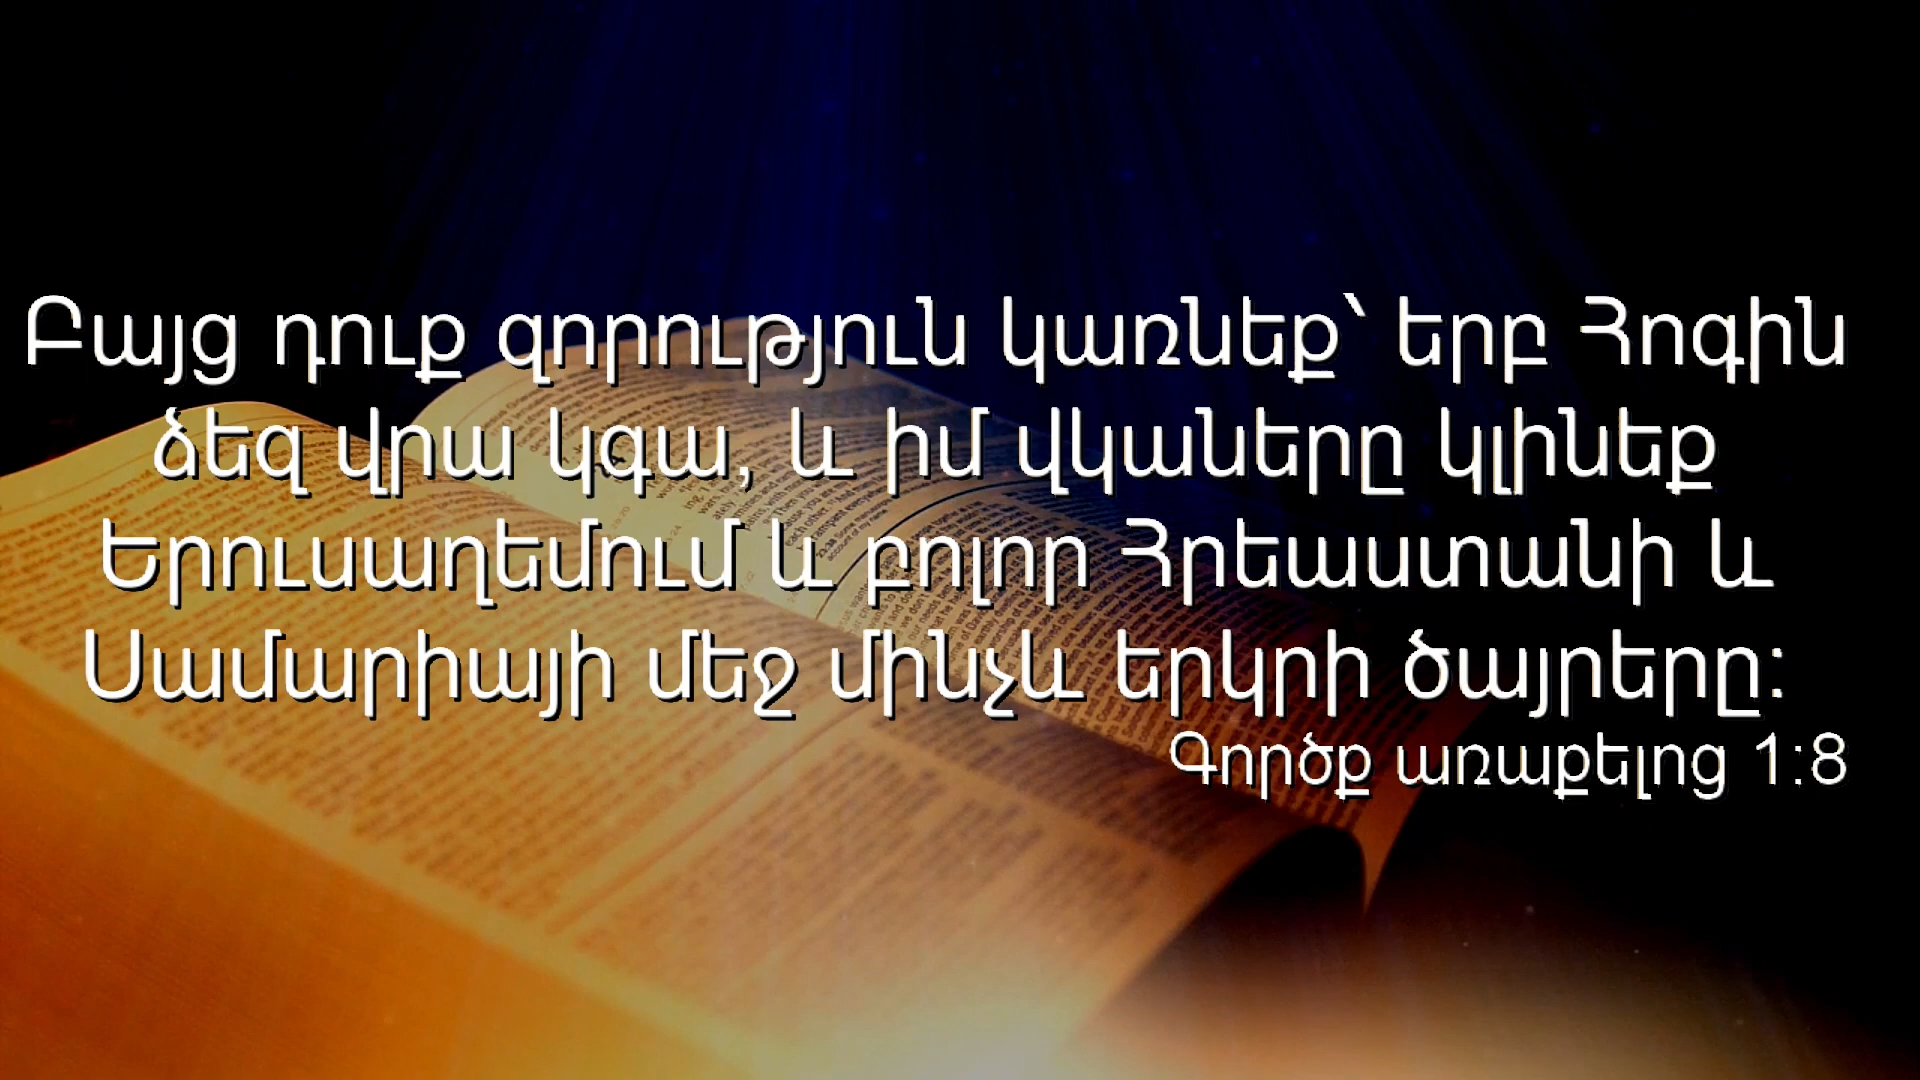 Բայց դուք զորություն կառնեք՝ երբ Հոգին
ձեզ վրա կգա, և իմ վկաները կլինեք
Երուսաղեմում և բոլոր Հրեաստանի և
Սամարիայի մեջ մինչև երկրի ծայրերը:
Գործք առաքելոց 1:8